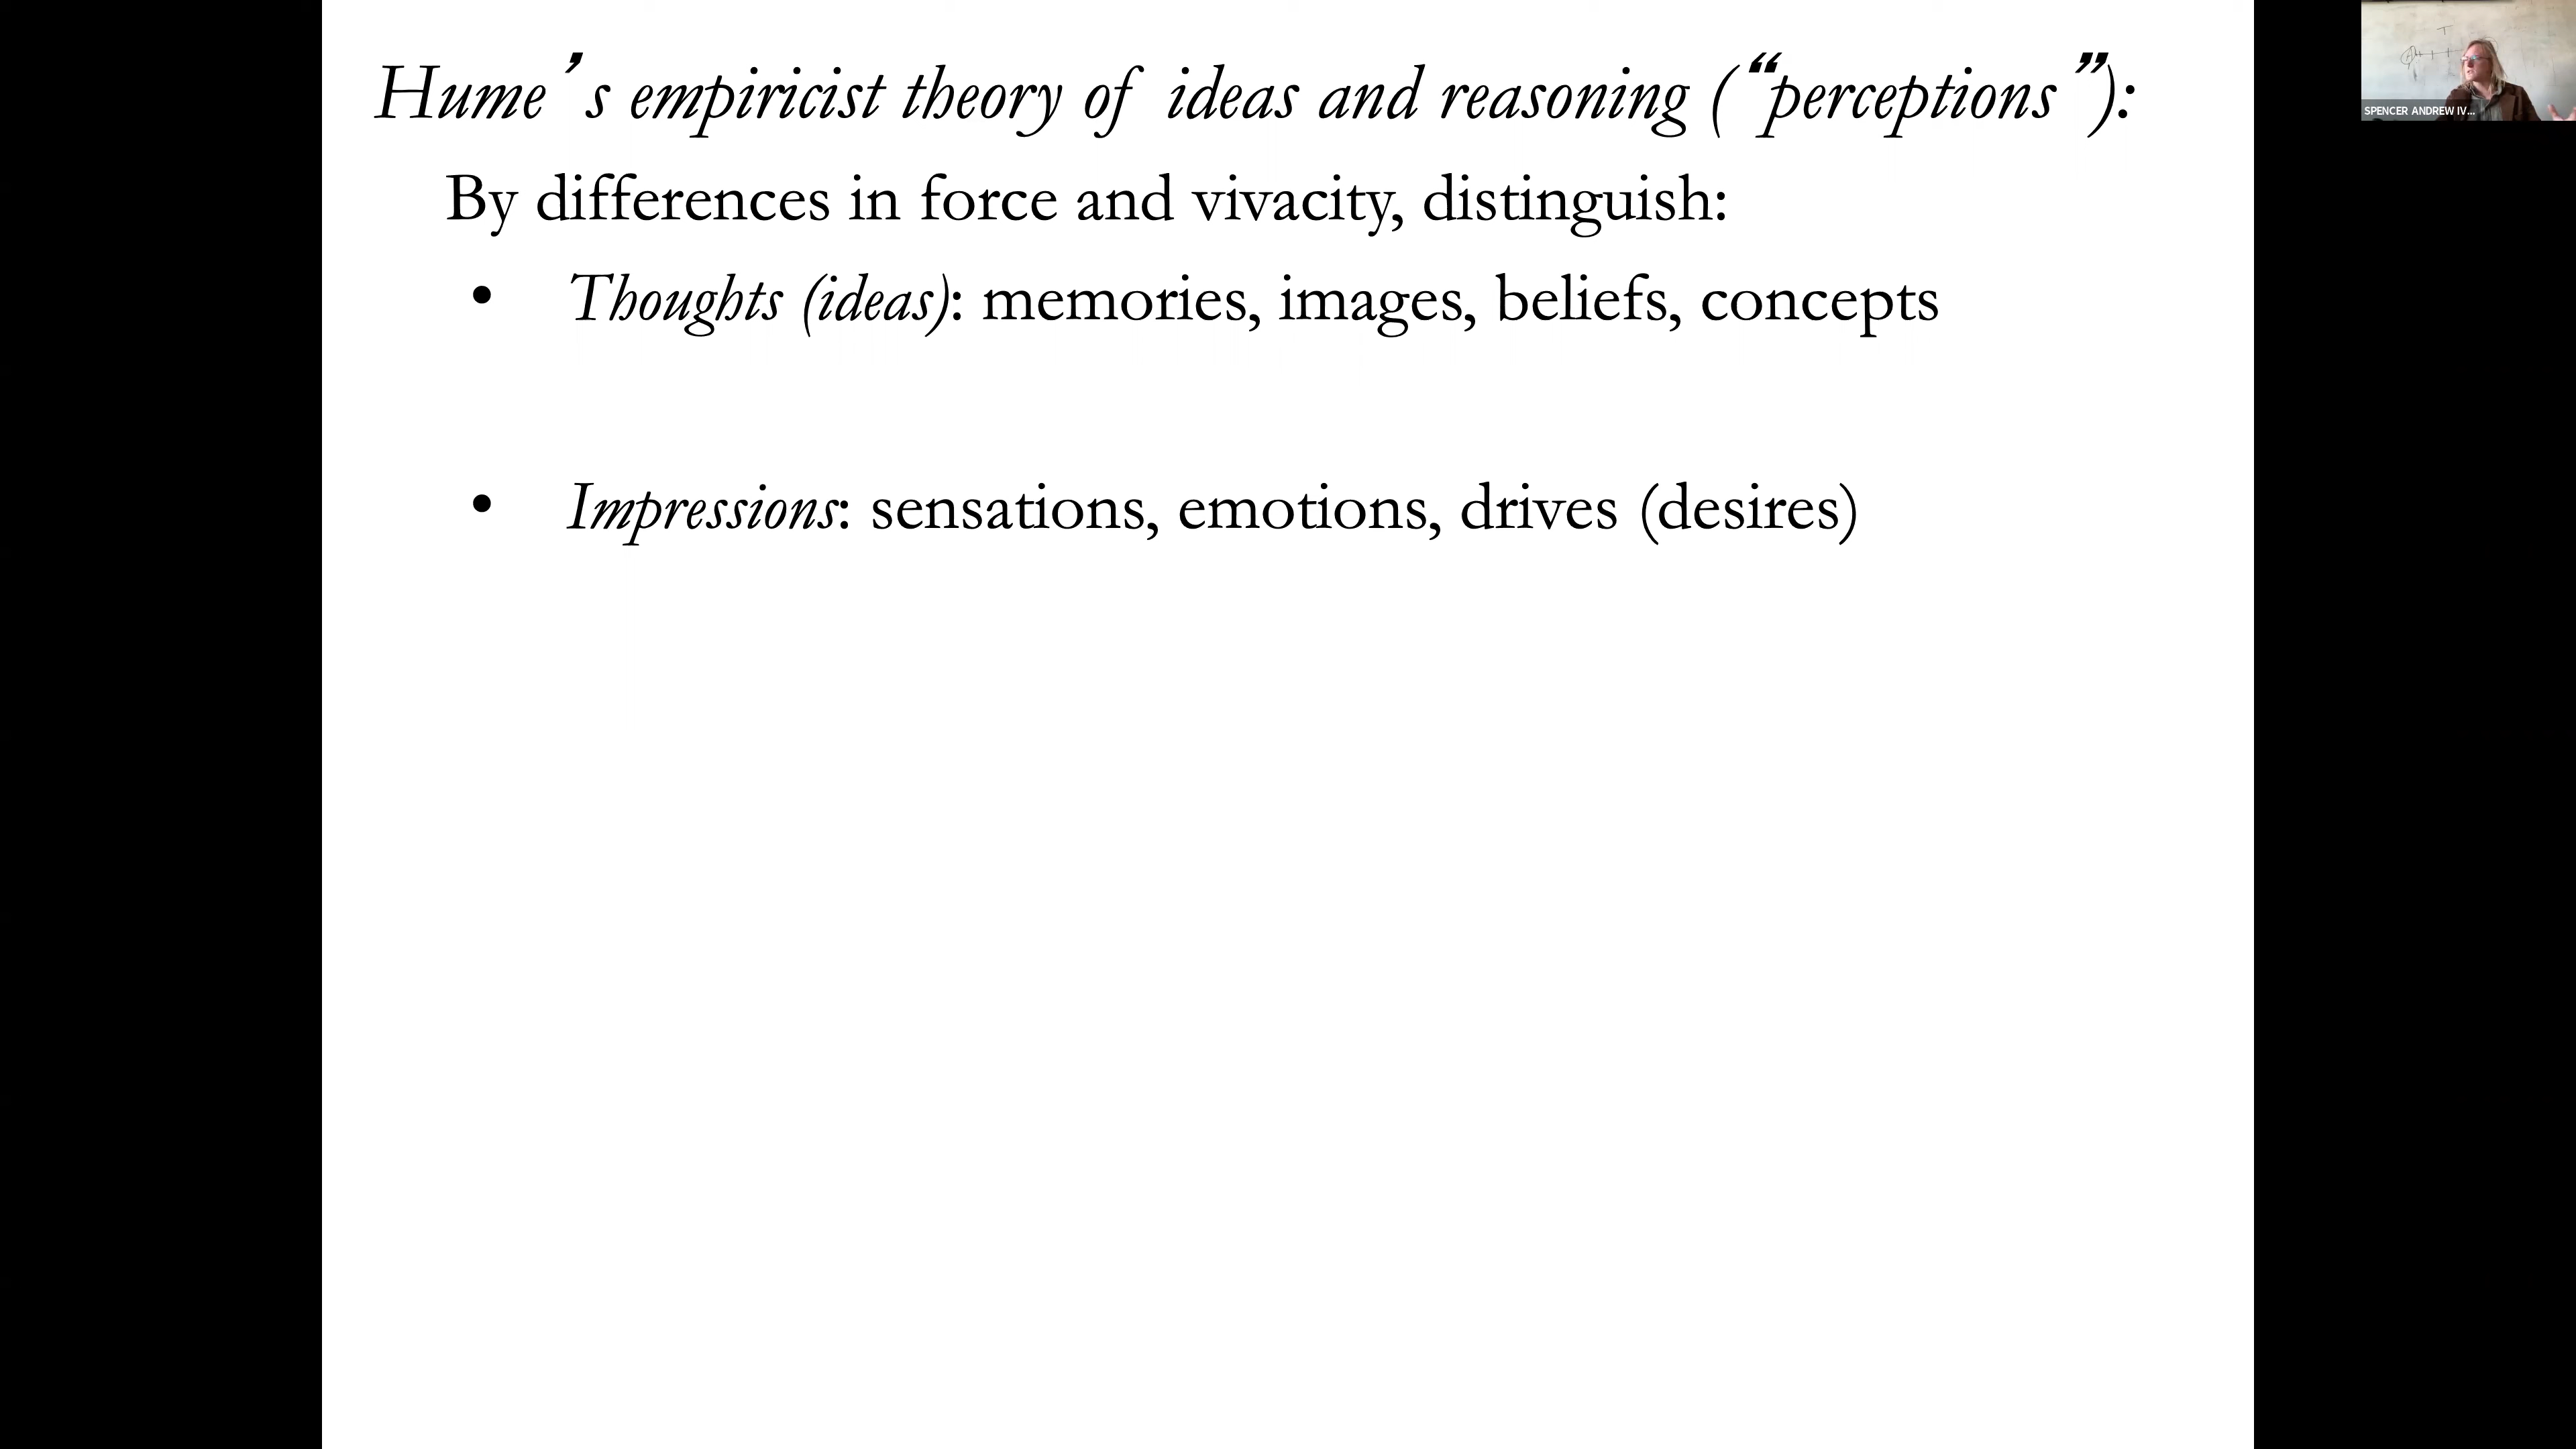 Hume’s empiricist theory of ideas and reasoning (“perceptions”):
SPENCER ANDREW IV...
By differences in force and vivacity, distinguish:
• Thoughts (ideas): memories, images, beliefs, concepts
• Impressions: sensations, emotions, drives (desires)